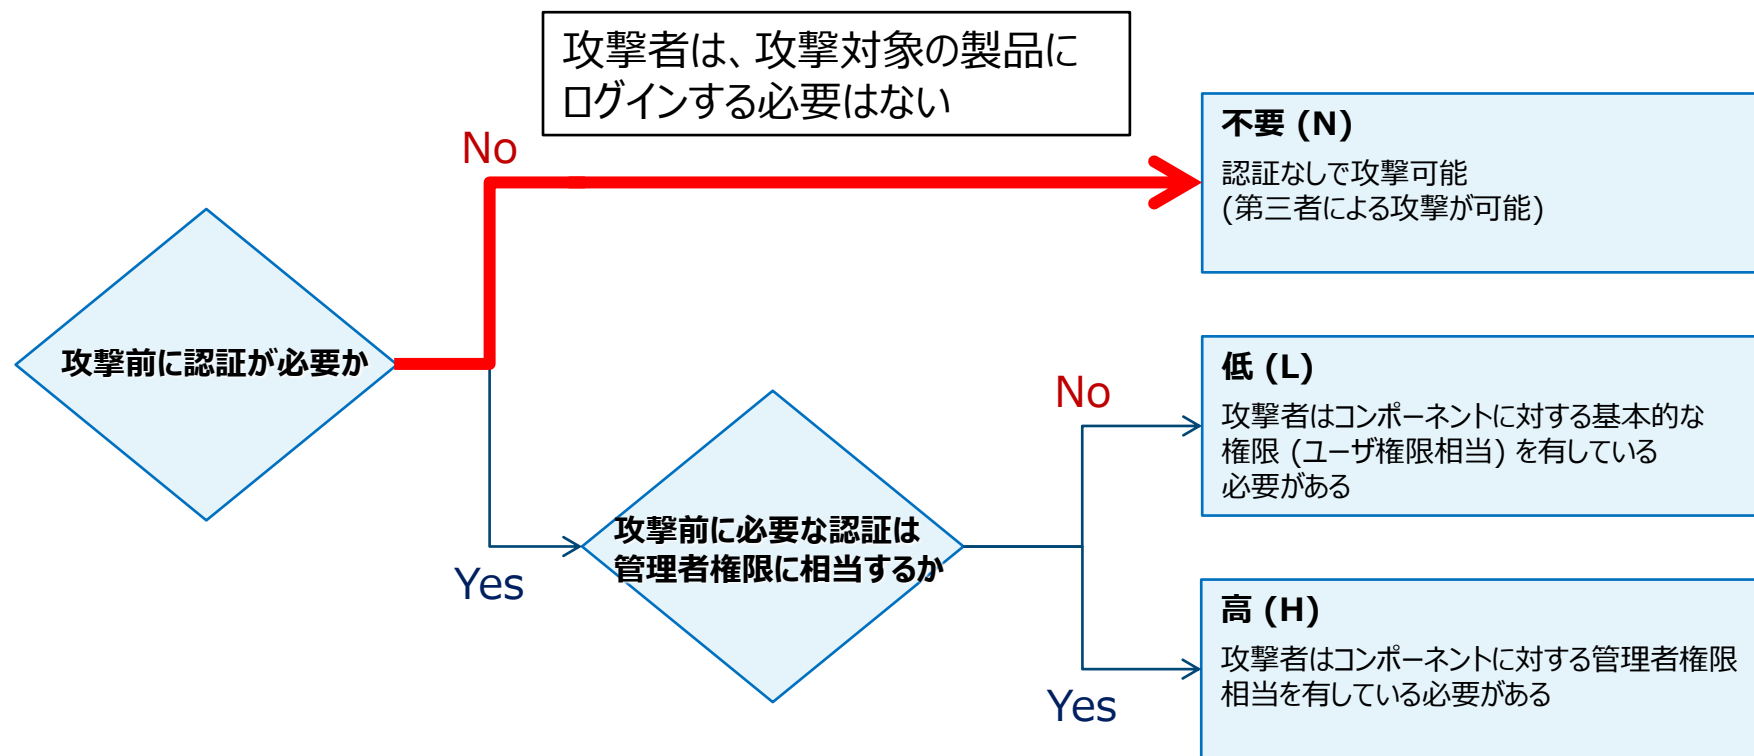 攻撃者は、攻撃対象の製品に
ログインする必要はない
No
不要 (N)
認証なしで攻撃可能
(第三者による攻撃が可能)
攻撃前に認証が必要か
No
低 (L)
攻撃者はコンポーネントに対する基本的な
権限 (ユーザ権限相当) を有している
必要がある
攻撃前に必要な認証は
管理者権限に相当するか
Yes
高 (H)
攻撃者はコンポーネントに対する管理者権限
相当を有している必要がある
Yes